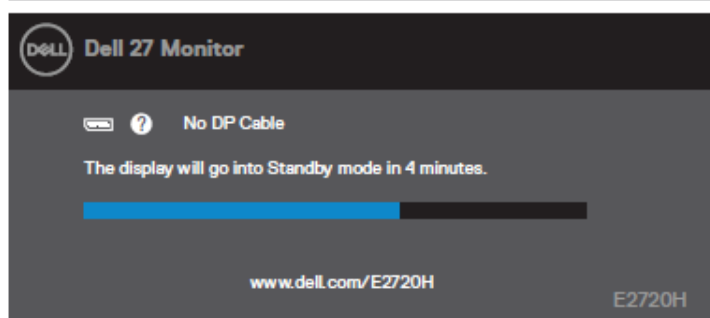 DELL Dell 27 Monitor
? No DP Cable
The display will go into Standby mode in 4 minutes.
www.dell.com/E2720H
E2720H